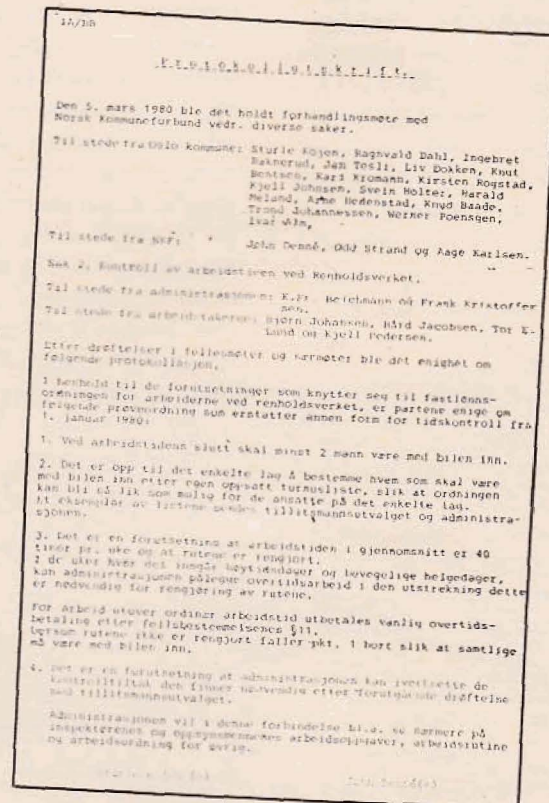 1A/BB
Protokollutskrift.
Den 5. mars 1980 ble det holdt forhandlingsmøte med
Norsk Kommuneforbund vedr. diverse saker.
Til stede fra Oslo kommune: Sturle Kojen, Ragnvald Dahl, Ingebret
Raknerud, Jan Tosli, Liv Dokken, Knut
Bentsen, Kari Kromann, Kirsten Rogstad,
Kjell Johnsen, Svein Holter, Harald
Meland, Arne Hedenstad, Knud Baade,
Trond Johannessen, Werner Poensgen,
Ivar Alm,
Til stede fra NKF: John Denné, Odd Strand og Aage Karlsen.
Sak 2. Kontroll av arbeidstiden ved Renholdsverket.
Til stede fra administrasjonen: K.Fr. Beichmann og Frank Kristoffer
sen.
Til stede fra arbeidstakerne: Bjørn Johansen, Bård Jacobsen, Tor
Lund og Kjell Pedersen.
Etter drøftelser i fellesmøter og særmøter ble det enighet om
følgende protokollasjon.
I henhold til de forutsetninger som knytter seg til fastlønns-
ordningen for arbeiderne ved renholdsverket, er partene enige om
følgende prøveordning som erstatter annen form for tidskontroll fra
1. januar 1980:
1. Ved arbeidstidens slutt skal minst 2 mann være med bilen inn.
2. Det er opp til det enkelte lag å bestemme hvem som skal være
med bilen inn etter egen oppsatt turnusliste, slik at ordningen
kan bli så lik som mulig for de ansatte på det enkelte lag.
Et eksemplar av listene sendes tillitsmannsutvalget og administra-
sjonen.
3. Det er en forutsetning at arbeidstiden i gjennomsnitt er 40
timer pr. uke og at rutene er rengjort.
I de uker hvor det inngår høytidsdager og bevegelige helgedager,
kan administrasjonen pålegge overtidsarbeid i den utstrekning dette
er nødvendig for rengjøring av rutene.
For arbeid utover ordinær arbeidstid utbetales vanlig overtids-
betaling etter fellsbestemmelsenes §11.
Dersom rutene ikke er rengjort faller pkt. 1 bort slik at samtlige
må være med bilen inn.
4. Det er en forutsetning at administrasjonen kan iverksette de
kontrolltiltak den finner nødvendig etter forutgående drøftelse
med tillitsmannsutvalget.
Administrasjonen vil i denne forbindelse bl.a. se nærmere på
inspektørenes og oppsynsmennenes arbeidsoppgaver, arbeidsrutine
og arbeidsordning for øvrig.
John Denné(s)